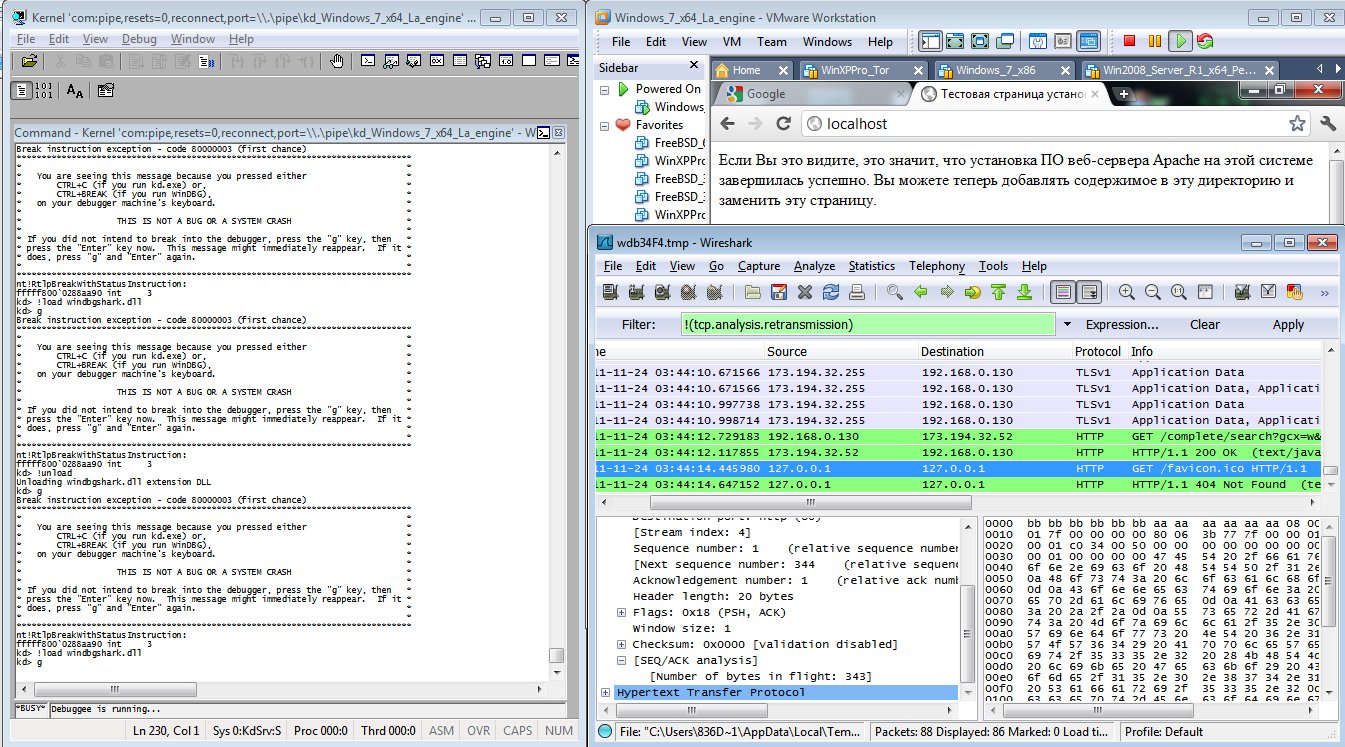 Kernel 'com:pipe,resets=0,reconnect,port=\\.\pipe\kd_Windows_7_x64_La_engine' ...
File Edit View Debug Window Help
Command - Kernel 'com:pipe,resets=0,reconnect,port=\\.\pipe\kd_Windows_7_x64_La_engine' - W
Break instruction exception - code 80000003 (first chance)
*******************************************************************************
* You are seeing this message because you pressed either *
* CTRL+C (if you run kd.exe) or, *
* CTRL+BREAK (if you run WinDBG), *
* on your debugger machine's keyboard. *
* THIS IS NOT A BUG OR A SYSTEM CRASH *
* If you did not intend to break into the debugger, press the "g" key, then *
* press the "Enter" key now. This message might immediately reappear. If it *
* does, press "g" and "Enter" again. *
*******************************************************************************
nt!RtlpBreakWithStatusInstruction:
fffff800`0288aa90 int 3
kd> !load windbgshark.dll
kd> g
Break instruction exception - code 80000003 (first chance)
*******************************************************************************
* You are seeing this message because you pressed either *
* CTRL+C (if you run kd.exe) or, *
* CTRL+BREAK (if you run WinDBG), *
* on your debugger machine's keyboard. *
* THIS IS NOT A BUG OR A SYSTEM CRASH *
* If you did not intend to break into the debugger, press the "g" key, then *
* press the "Enter" key now. This message might immediately reappear. If it *
* does, press "g" and "Enter" again. *
*******************************************************************************
nt!RtlpBreakWithStatusInstruction:
fffff800`0288aa90 int 3
kd> !unload
Unloading windbgshark.dll extension DLL
kd> g
Break instruction exception - code 80000003 (first chance)
*******************************************************************************
* You are seeing this message because you pressed either *
* CTRL+C (if you run kd.exe) or, *
* CTRL+BREAK (if you run WinDBG), *
* on your debugger machine's keyboard. *
* THIS IS NOT A BUG OR A SYSTEM CRASH *
* If you did not intend to break into the debugger, press the "g" key, then *
* press the "Enter" key now. This message might immediately reappear. If it *
* does, press "g" and "Enter" again. *
*******************************************************************************
nt!RtlpBreakWithStatusInstruction:
fffff800`0288aa90 int 3
kd> !load windbgshark.dll
kd> g
*BUSY* Debuggee is running...
Ln 230, Col 1 Sys 0:KdSrv:S Proc 000:0 Thrd 000:0 ASM OVR CAPS NUM
Windows_7_x64_La_engine - VMware Workstation
File Edit View VM Team Windows Help
Sidebar
Powered On
Windows_
Favorites
FreeBSD_6
WinXPPro
FreeBSD_3
FreeBSD_3
WinXPPro
Home WinXPPro_Tor Windows_7_x86 Win2008_Server_R1_x64_Pe...
Google Тестовая страница устано
localhost
Если Вы это видите, это значит, что установка ПО веб-сервера Apache на этой системе
завершилась успешно. Вы можете теперь добавлять содержимое в эту директорию и
заменить эту страницу.
wdb34F4.tmp - Wireshark
File Edit View Go Capture Analyze Statistics Telephony Tools Help
Filter: !(tcp.analysis.retransmission) Expression... Clear Apply
ne Source Destination Protocol Info
11-11-24 03:44:10.671566 173.194.32.255 192.168.0.130 TLSv1 Application Data
11-11-24 03:44:10.671566 173.194.32.255 192.168.0.130 TLSv1 Application Data, Applicati
11-11-24 03:44:10.997738 173.194.32.255 192.168.0.130 TLSv1 Application Data
11-11-24 03:44:10.998714 173.194.32.255 192.168.0.130 TLSv1 Application Data, Applicati
11-11-24 03:44:12.729183 192.168.0.130 173.194.32.52 HTTP GET /complete/search?gcx=w&
11-11-24 03:44:12.117855 173.194.32.52 192.168.0.130 HTTP HTTP/1.1 200 OK (text/java
11-11-24 03:44:14.445980 127.0.0.1 127.0.0.1 HTTP GET /favicon.ico HTTP/1.1
11-11-24 03:44:14.647152 127.0.0.1 127.0.0.1 HTTP HTTP/1.1 404 Not Found (te
[Stream index: 4]
Sequence number: 1 (relative sequence number
[Next sequence number: 344 (relative sequenc
Acknowledgement number: 1 (relative ack numb
Header length: 20 bytes
Flags: 0x18 (PSH, ACK)
Window size: 1
Checksum: 0x0000 [validation disabled]
[SEQ/ACK analysis]
[Number of bytes in flight: 343]
Hypertext Transfer Protocol
0000 bb bb bb bb bb bb aa aa aa aa aa aa 08 00
0010 01 7f 00 00 00 00 80 06 3b 77 7f 00 00 01
0020 00 01 c0 34 00 50 00 00 00 00 00 00 00 00
0030 00 01 00 00 00 00 47 45 54 20 2f 66 61 76
0040 6f 6e 2e 69 63 6f 20 48 54 54 50 2f 31 2e
0050 0a 48 6f 73 74 3a 20 6c 6f 63 61 6c 68 6f
0060 0d 0a 43 6f 6e 6e 65 63 74 69 6f 6e 3a 20
0070 65 70 2d 61 6c 69 76 65 0d 0a 41 63 63 65
0080 3a 20 2a 2f 2a 0d 0a 55 73 65 72 2d 41 67
0090 74 3a 20 4d 6f 7a 69 6c 6c 61 2f 35 2e 30
00a0 57 69 6e 64 6f 77 73 20 4e 54 20 36 2e 31
00b0 57 4f 57 36 34 29 20 41 70 70 6c 65 57 65
00c0 69 74 2f 35 33 35 2e 32 20 28 4b 48 54 4d
00d0 20 6c 69 6b 65 20 47 65 63 6b 6f 29 20 43
00e0 6f 6d 65 2f 31 35 2e 30 2e 38 37 34 2e 31
00f0 20 53 61 66 61 72 69 2f 35 33 35 2e 32 0d
File: "C:\Users\836D~1\AppData\Local\Tem... Packets: 88 Displayed: 86 Marked: 0 Load ti... Profile: Default